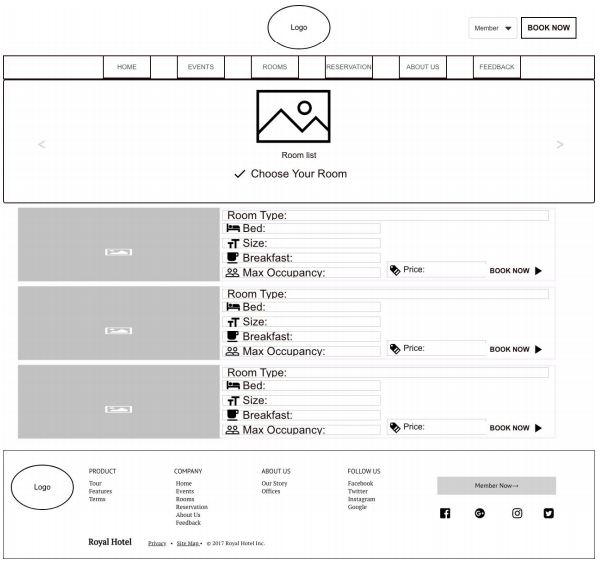 Logo
Member BOOK NOW
HOME EVENTS ROOMS RESERVATION ABOUT US FEEDBACK
< >
Room list
Choose Your Room
Room Type:
Bed:
Size:
Breakfast:
Max Occupancy: Price: BOOK NOW
Room Type:
Bed:
Size:
Breakfast:
Max Occupancy: Price: BOOK NOW
Room Type:
Bed:
Size:
Breakfast:
Max Occupancy: Price: BOOK NOW
Logo
PRODUCT
Tour
Features
Terms
COMPANY
Home
Events
Rooms
Reservation
About Us
Feedback
ABOUT US
Our Story
Offices
FOLLOW US
Facebook
Twitter
Instagram
Google
Member Now→
Royal Hotel Privacy • Site Map • © 2017 Royal Hotel Inc.